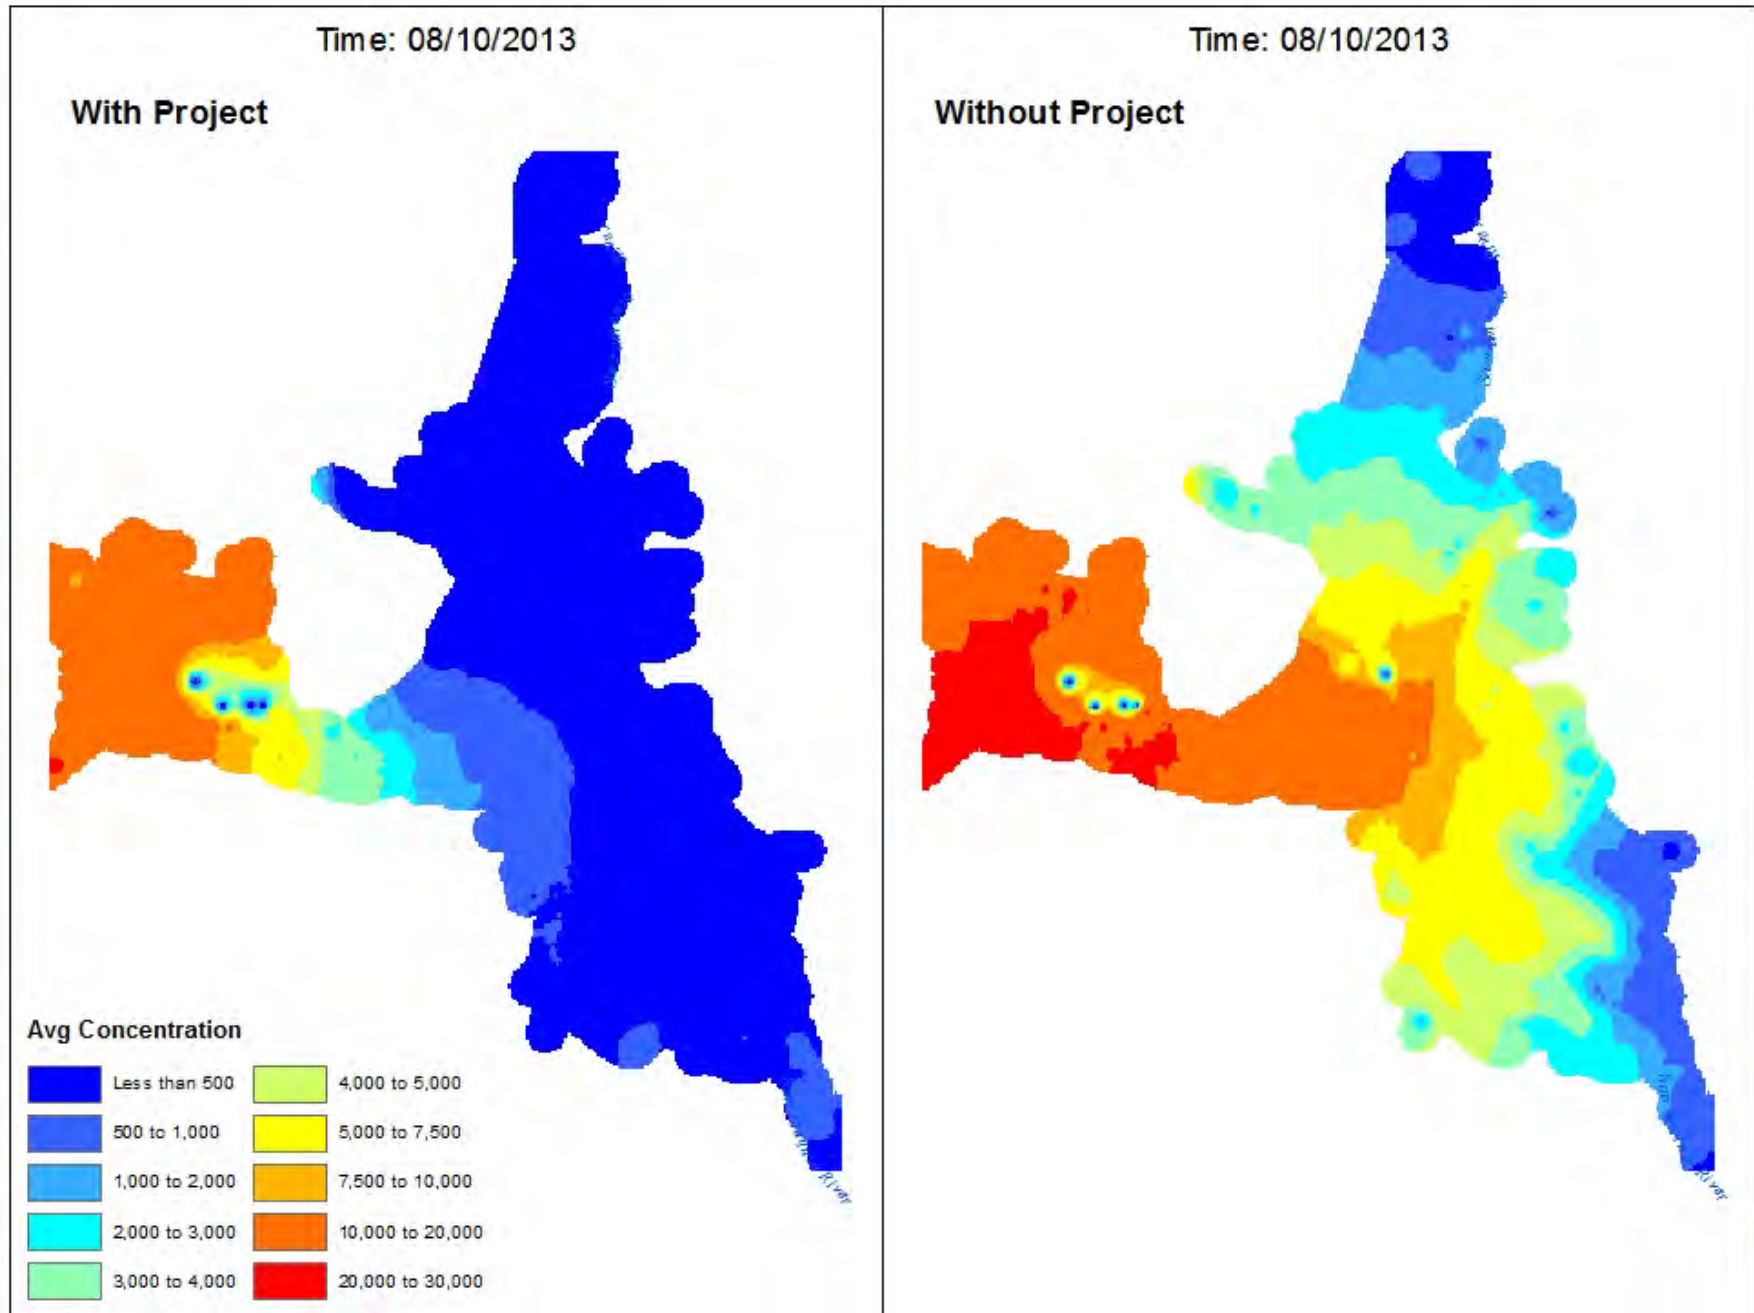 Time: 08/10/2013
With Project
Avg Concentration
Less than 500
500 to 1,000
1,000 to 2,000
2,000 to 3,000
3,000 to 4,000
4,000 to 5,000
5,000 to 7,500
7,500 to 10,000
10,000 to 20,000
20,000 to 30,000
River
Time: 08/10/2013
Without Project
River